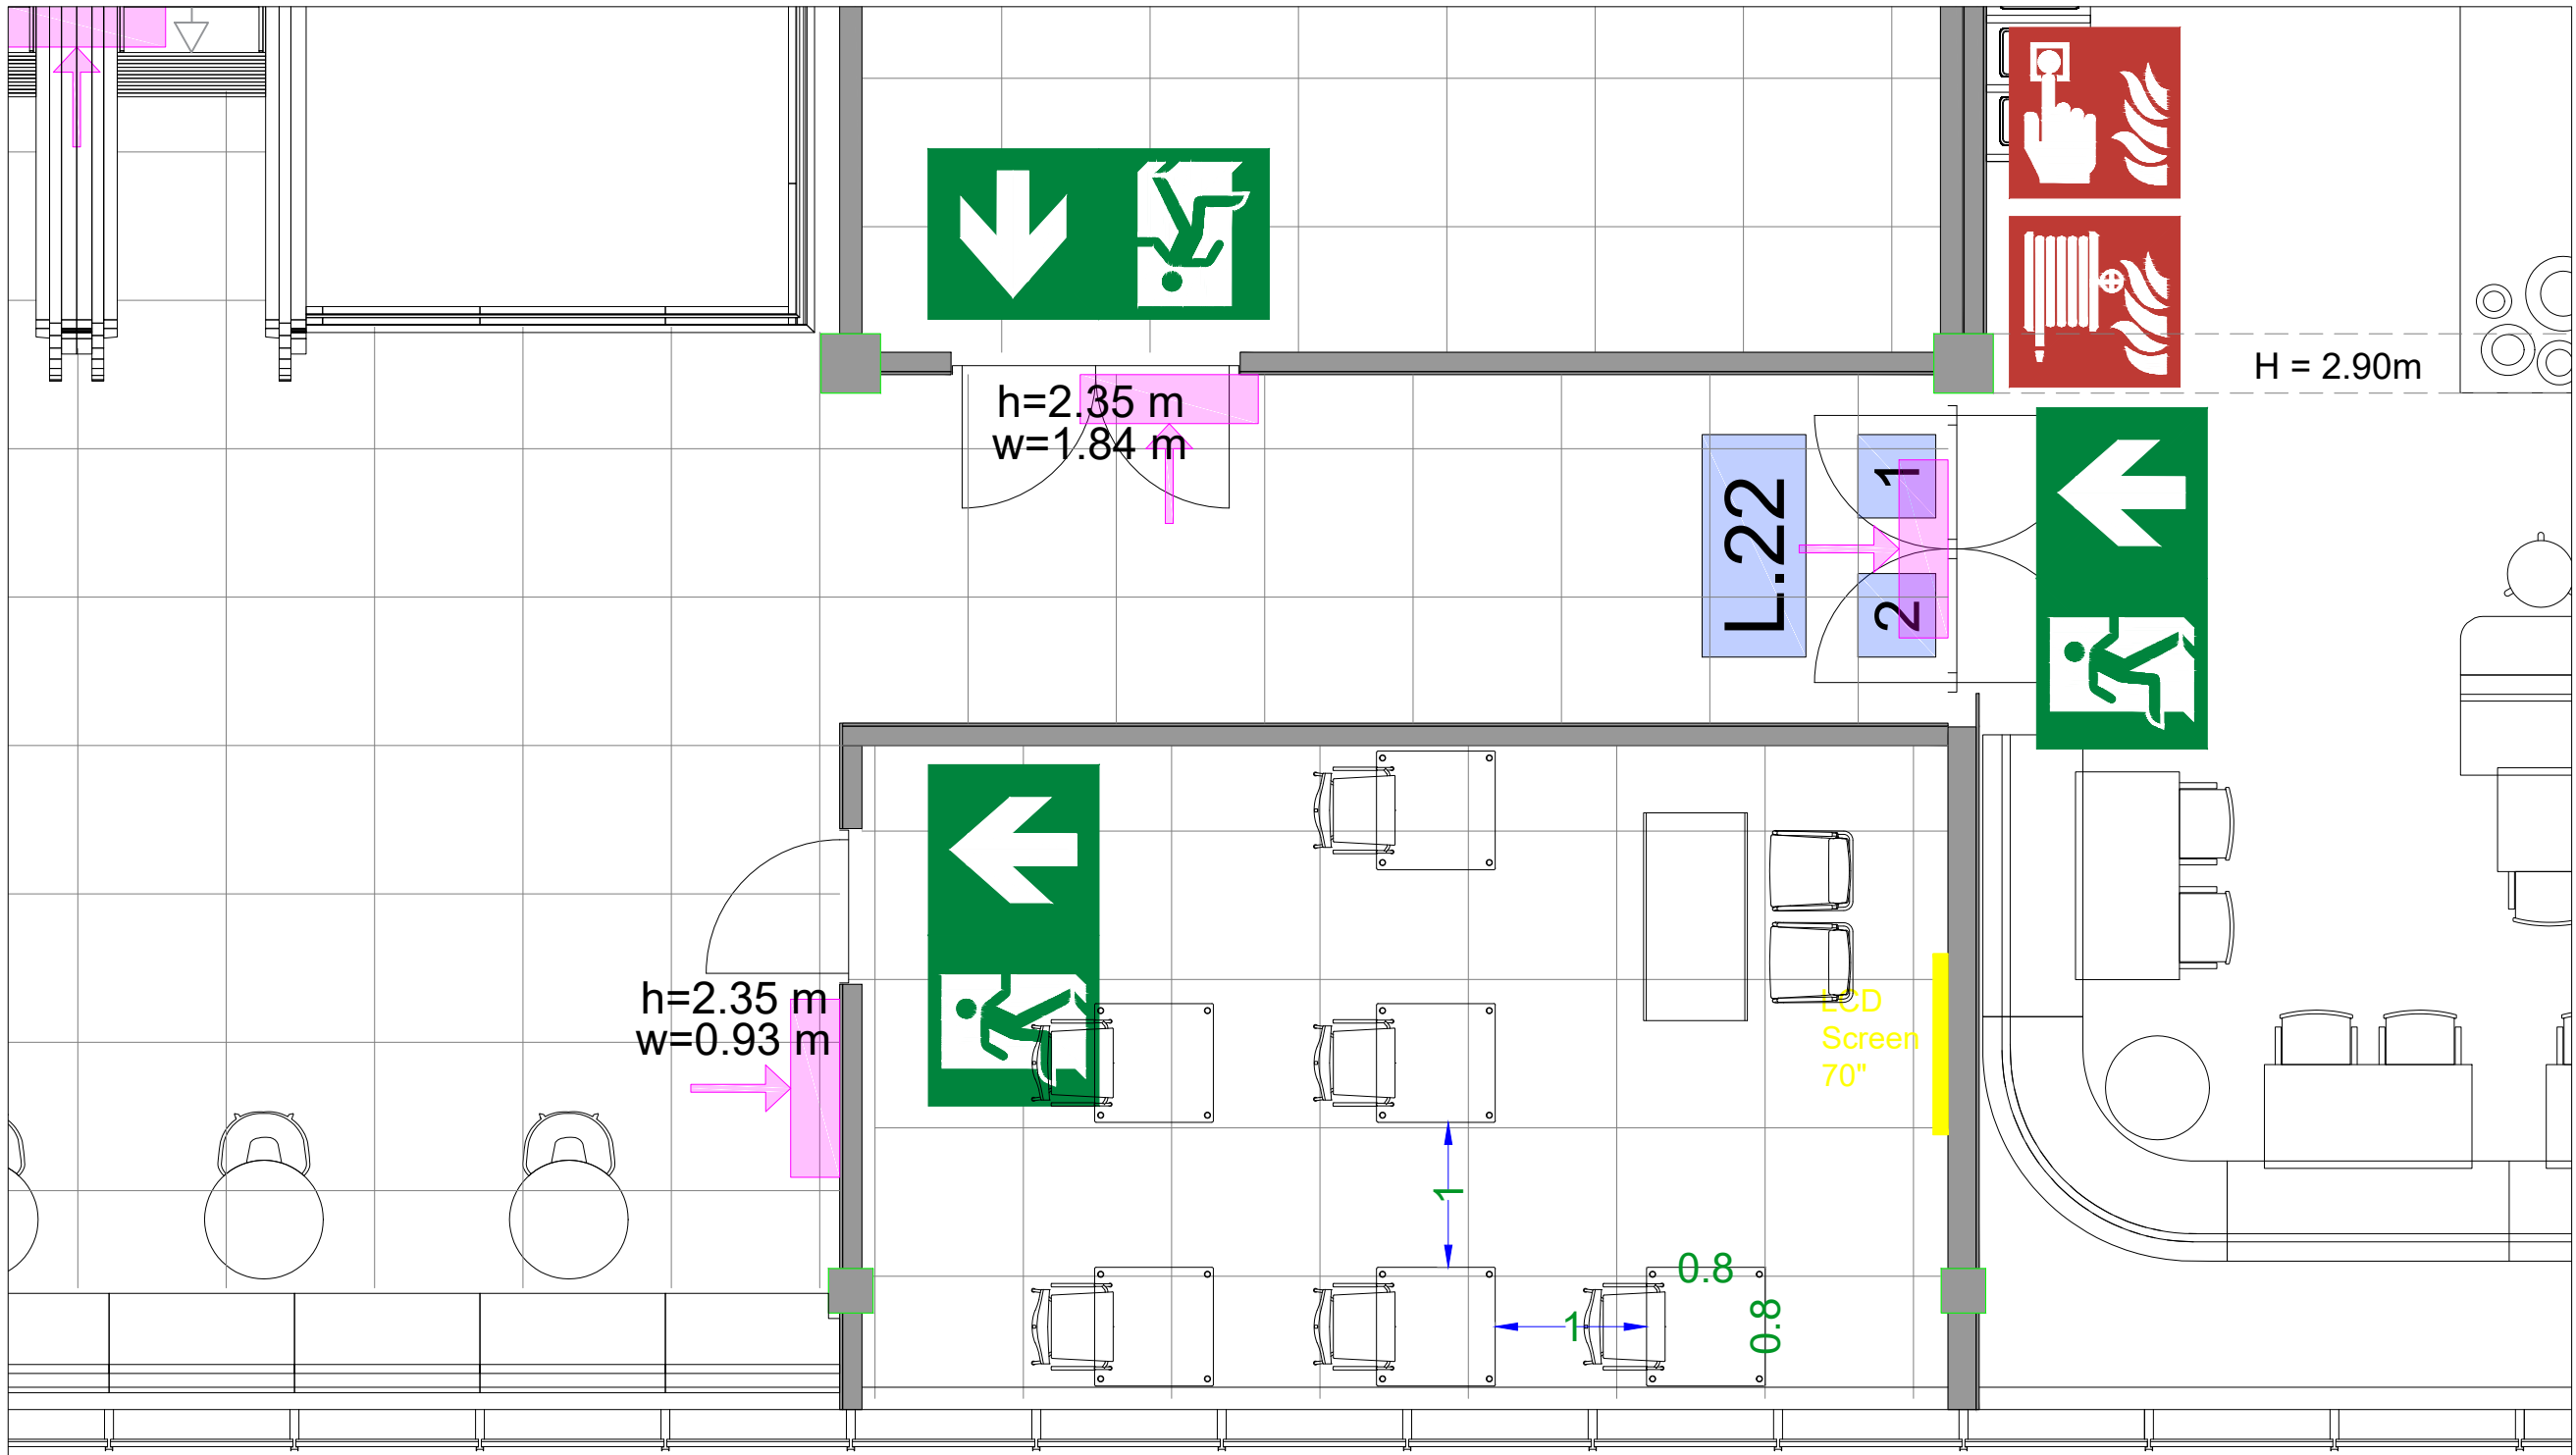 H = 2.90m
h=2.35 m
w=1.84 m
L.22
1
2
h=2.35 m
w=0.93 m
LCD
Screen
70"
1
0.8
1
0.8